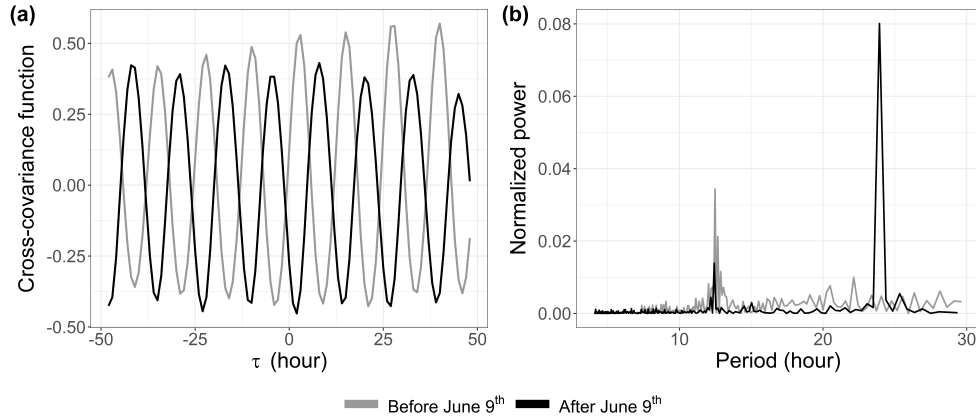 (a)
Cross-covariance function
0.50
0.25
0.00
-0.25
-0.50
-50
-25
0
25
50
τ (hour)
(b)
Normalized power
0.08
0.06
0.04
0.02
0.00
10
20
30
Period (hour)
Before June 9th
After June 9th